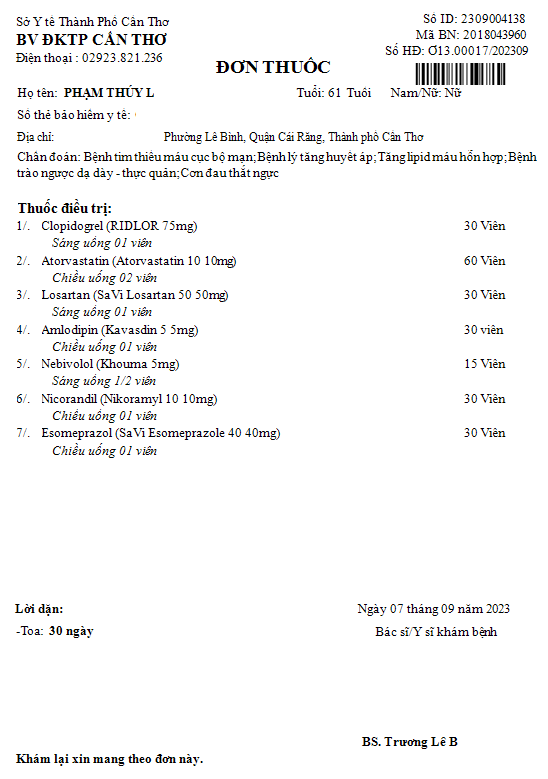 Sở Y tế Thành Phố Cần Thơ
Số ID: 2309004138
BV ĐKTP CẦN THƠ
Mã BN: 2018043960
Điện thoại : 02923.821.236
Số HĐ: Ơ13.00017/202309
ĐƠN THUỐC
Họ tên: PHẠM THÚY L Tuổi: 61 Tuổi Nam/Nữ: Nữ
Số thẻ bảo hiểm y tế:
Địa chỉ: Phường Lê Bình, Quận Cái Răng, Thành phố Cần Thơ
Chẩn đoán: Bệnh tim thiếu máu cục bộ mạn;Bệnh lý tăng huyết áp;Tăng lipid máu hỗn hợp;Bệnh
trào ngược dạ dày - thực quản;Cơn đau thắt ngực
Thuốc điều trị:
1/. Clopidogrel (RIDLOR 75mg) 30 Viên
Sáng uống 01 viên
2/. Atorvastatin (Atorvastatin 10 10mg) 60 Viên
Chiều uống 02 viên
3/. Losartan (SaVi Losartan 50 50mg) 30 Viên
Sáng uống 01 viên
4/. Amlodipin (Kavasdin 5 5mg) 30 viên
Chiều uống 01 viên
5/. Nebivolol (Khouma 5mg) 15 Viên
Sáng uống 1/2 viên
6/. Nicorandil (Nikoramyl 10 10mg) 30 Viên
Chiều uống 01 viên
7/. Esomeprazol (SaVi Esomeprazole 40 40mg) 30 Viên
Chiều uống 01 viên
Lời dặn:
Ngày 07 tháng 09 năm 2023
-Toa: 30 ngày
Bác sĩ/Y sĩ khám bệnh
BS. Trương Lê B
Khám lại xin mang theo đơn này.